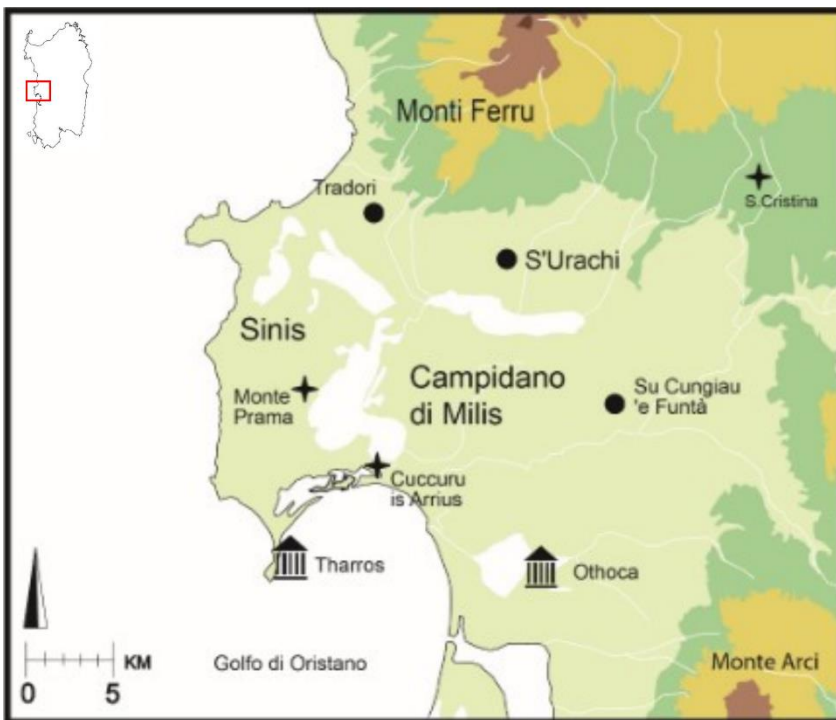 Monti Ferru
Tradori
S.Cristina
S'Urachi
Sinis
Campidano
di Milis
Monte
Prama
Su Cungiau
'e Funtà
Cuccuru
is Arrius
Tharros
Othoca
Golfo di Oristano
Monte Arci
KM
0 5